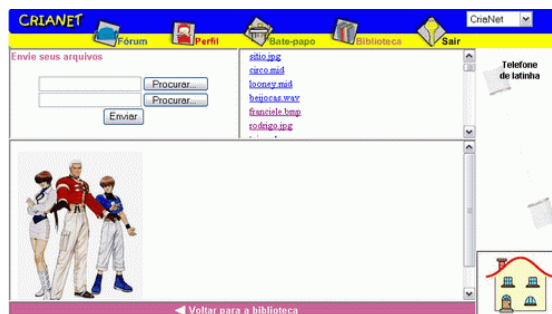 CRIANET
CriaNet
Fórum
Perfil
Bate-papo
Biblioteca
Sair
Envie seus arquivos
Procurar...
Procurar...
Enviar
sitio.jpg
circo.mid
looney.mid
beijocas.wav
franciele.bmp
rodrigo.jpg
Telefone
de latinha
Voltar para a biblioteca